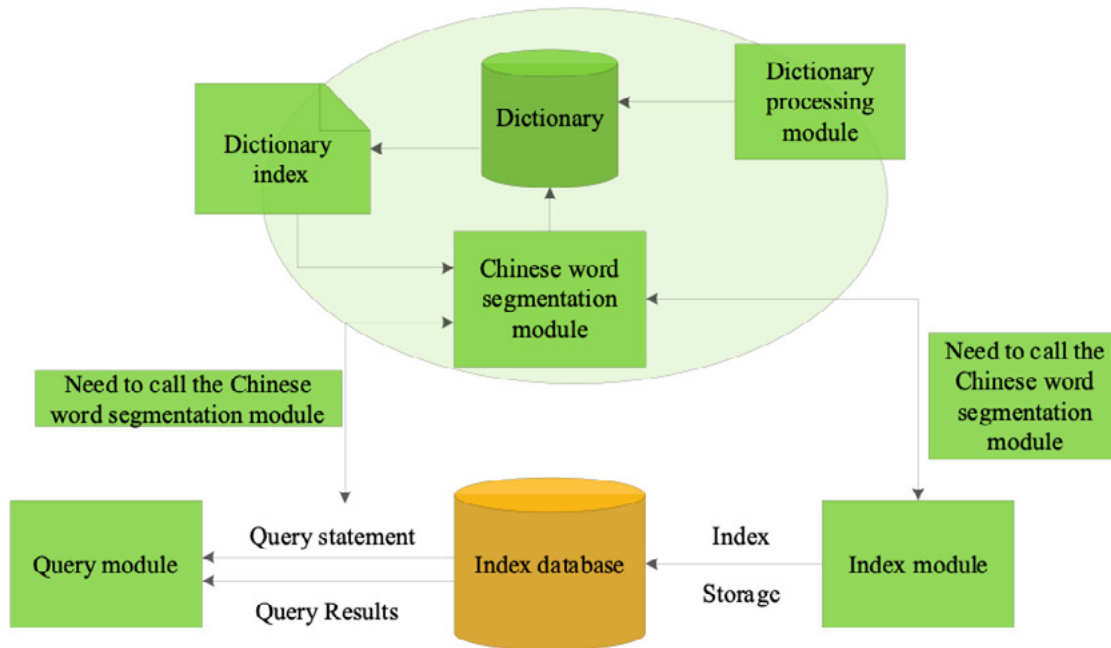 Dictionary
processing
module
Dictionary
Dictionary
index
Chinese word
segmentation
module
Need to call the Chinese
word segmentation module
Need to call the
Chinese word
segmentation
module
Query module
Query statement
Query Results
Index database
Index
Storage
Index module